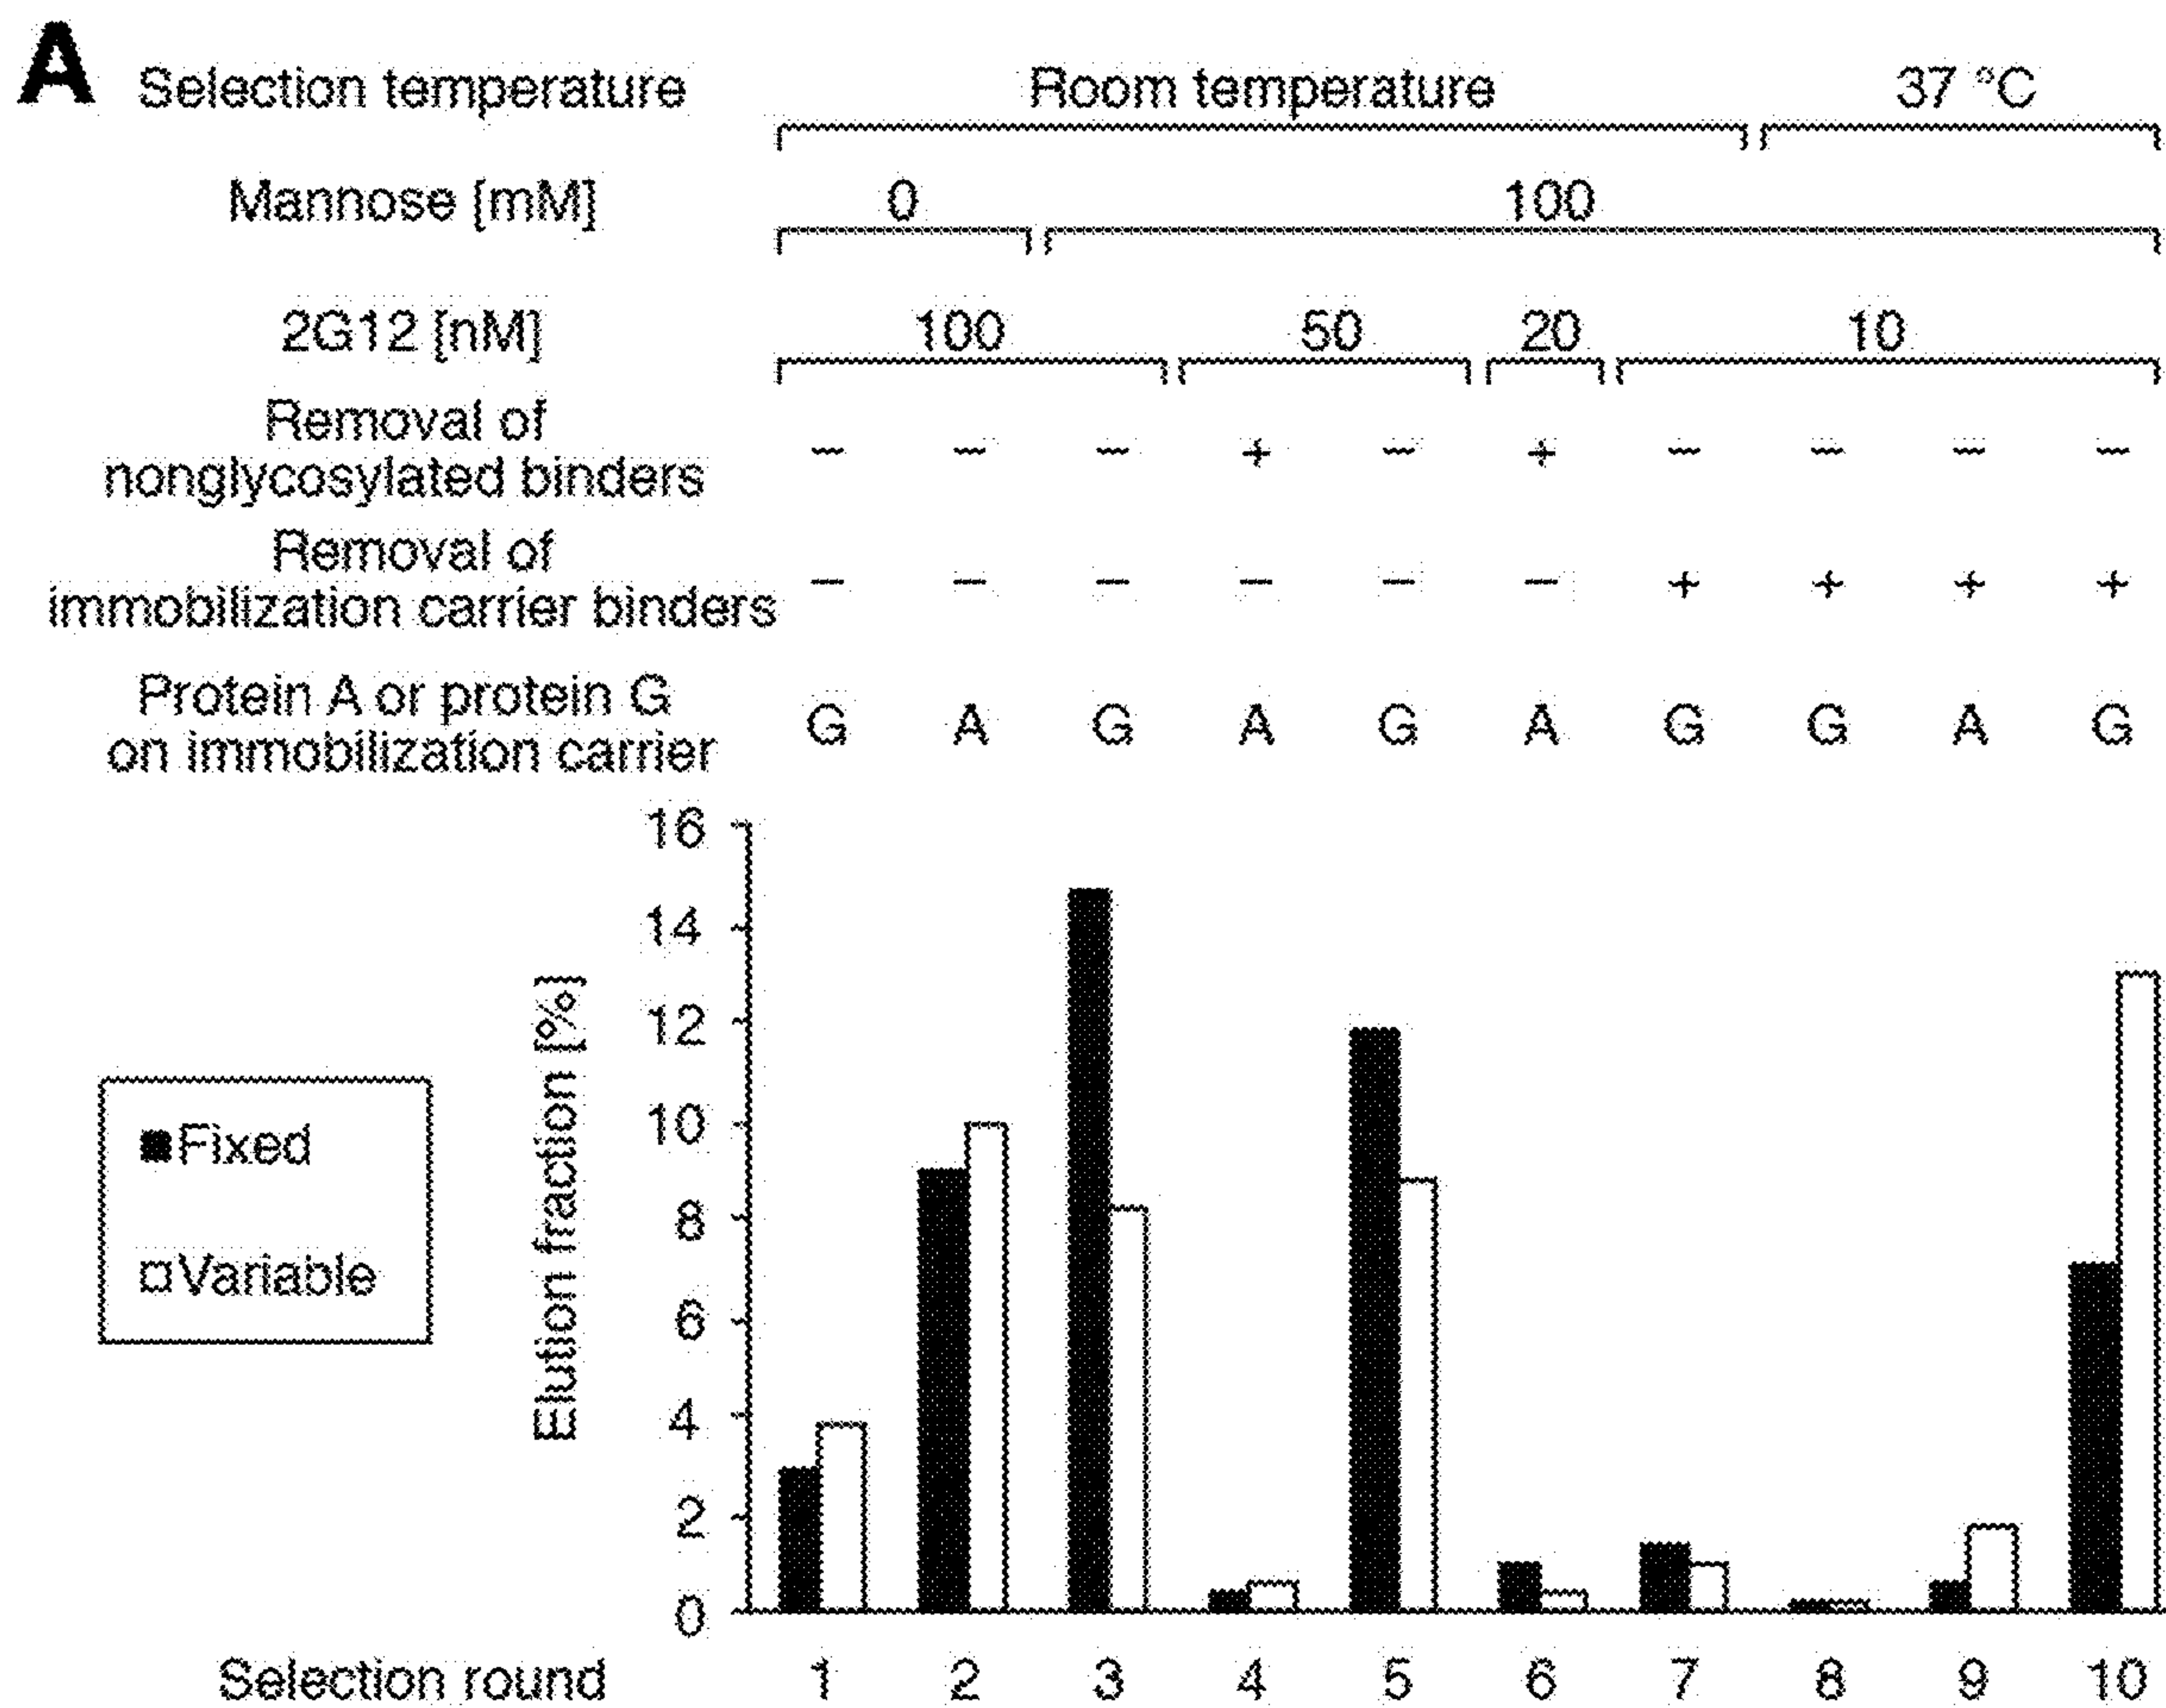 A
Selection temperature Room temperature 37 °C
Mannose [mM] 0 100
2G12 [nM] 100 50 20 10
Removal of
nonglycosylated binders − − − + − + − − − −
Removal of
immobilization carrier binders − − − − − − + + + +
Protein A or protein G
on immobilization carrier G A G A G A G G A G
16
14
12
10
8
6
4
2
0
Elution fraction [%]
Fixed
Variable
Selection round 1 2 3 4 5 6 7 8 9 10